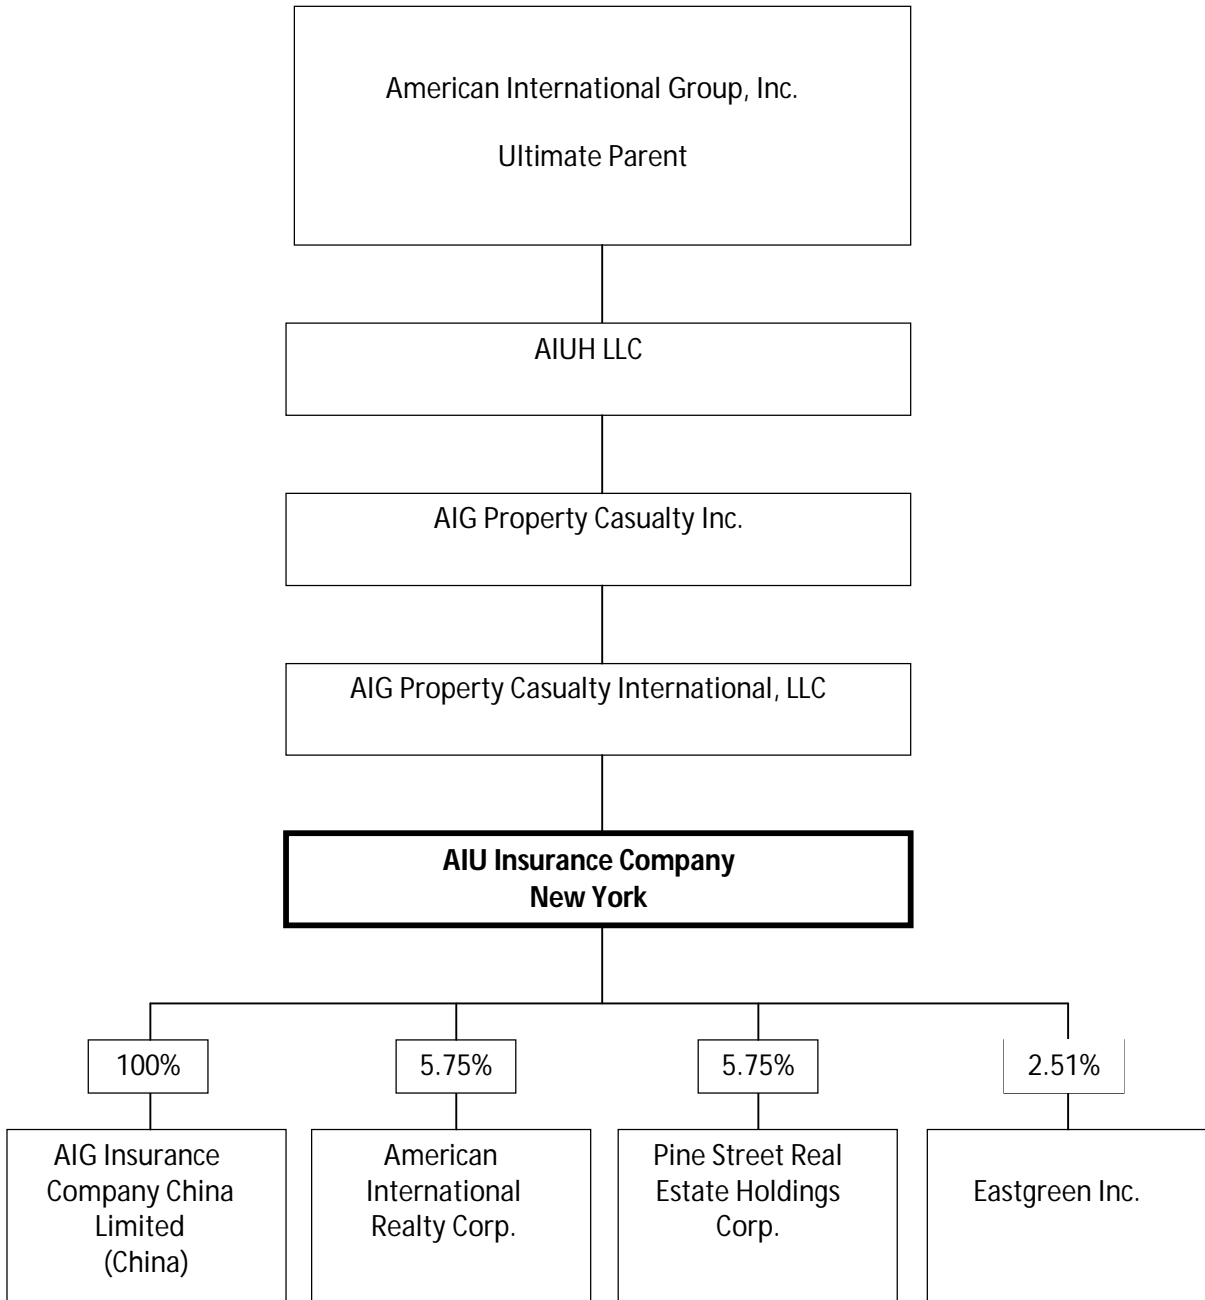 American International Group, Inc.
Ultimate Parent
AIUH LLC
AIG Property Casualty Inc.
AIG Property Casualty International, LLC
AIU Insurance Company
New York
100%
5.75%
5.75%
2.51%
AIG Insurance
Company China
Limited
(China)
American
International
Realty Corp.
Pine Street Real
Estate Holdings
Corp.
Eastgreen Inc.